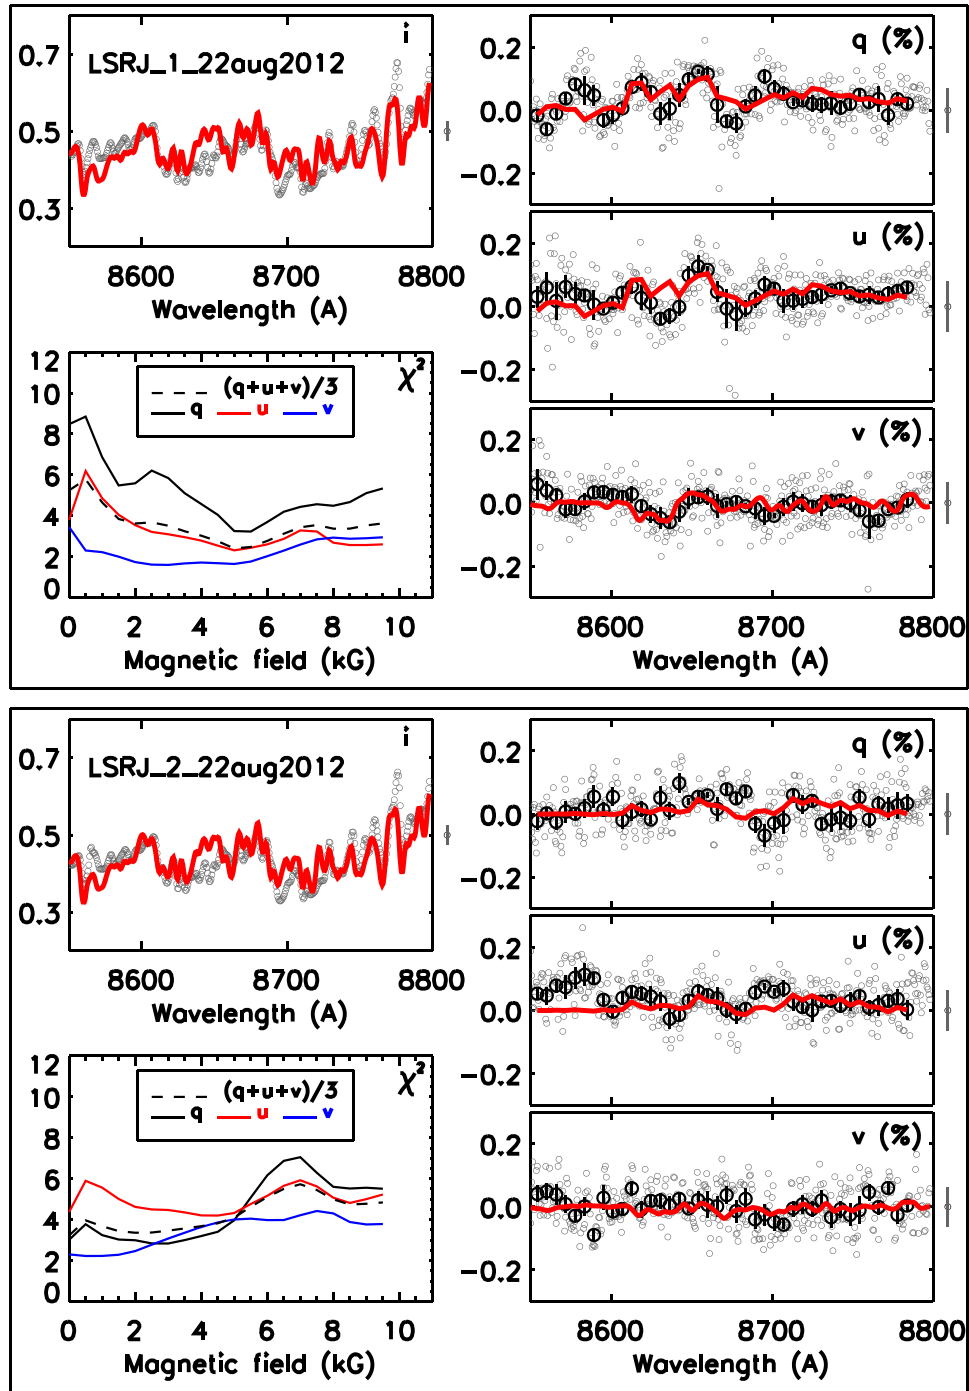 i
0.7
LSRJ_1_22aug2012
0.5
0.3
8600 8700 8800
Wavelength (A)
12
10
8
6
4
2
0
χ²
(q+u+v)/3
q u v
0 2 4 6 8 10
Magnetic field (kG)
0.2
q (%)
0.0
−0.2
0.2
u (%)
0.0
−0.2
0.2
v (%)
0.0
−0.2
8600 8700 8800
Wavelength (A)
i
0.7
LSRJ_2_22aug2012
0.5
0.3
8600 8700 8800
Wavelength (A)
12
10
8
6
4
2
0
χ²
(q+u+v)/3
q u v
0 2 4 6 8 10
Magnetic field (kG)
0.2
q (%)
0.0
−0.2
0.2
u (%)
0.0
−0.2
0.2
v (%)
0.0
−0.2
8600 8700 8800
Wavelength (A)